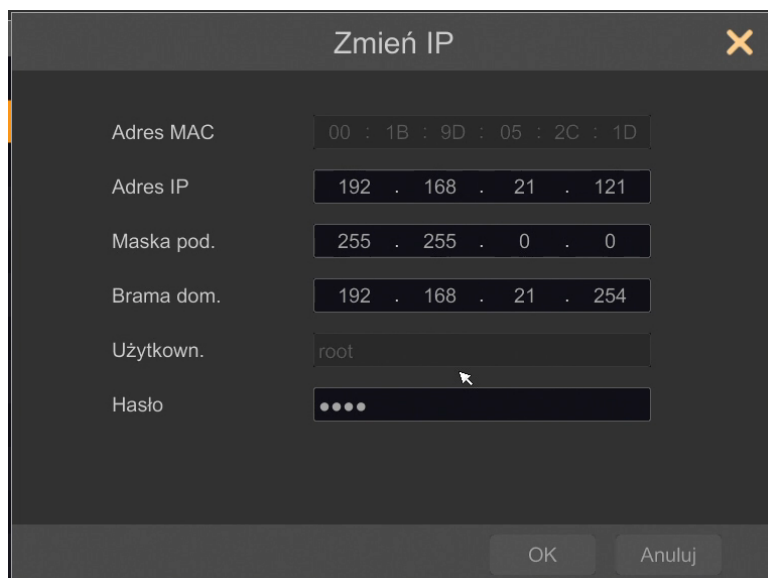 Zmień IP
Adres MAC 00 : 1B : 9D : 05 : 2C : 1D
Adres IP 192 . 168 . 21 . 121
Maska pod. 255 . 255 . 0 . 0
Brama dom. 192 . 168 . 21 . 254
Użytkown. root
Hasło ●●●●
OK Anuluj